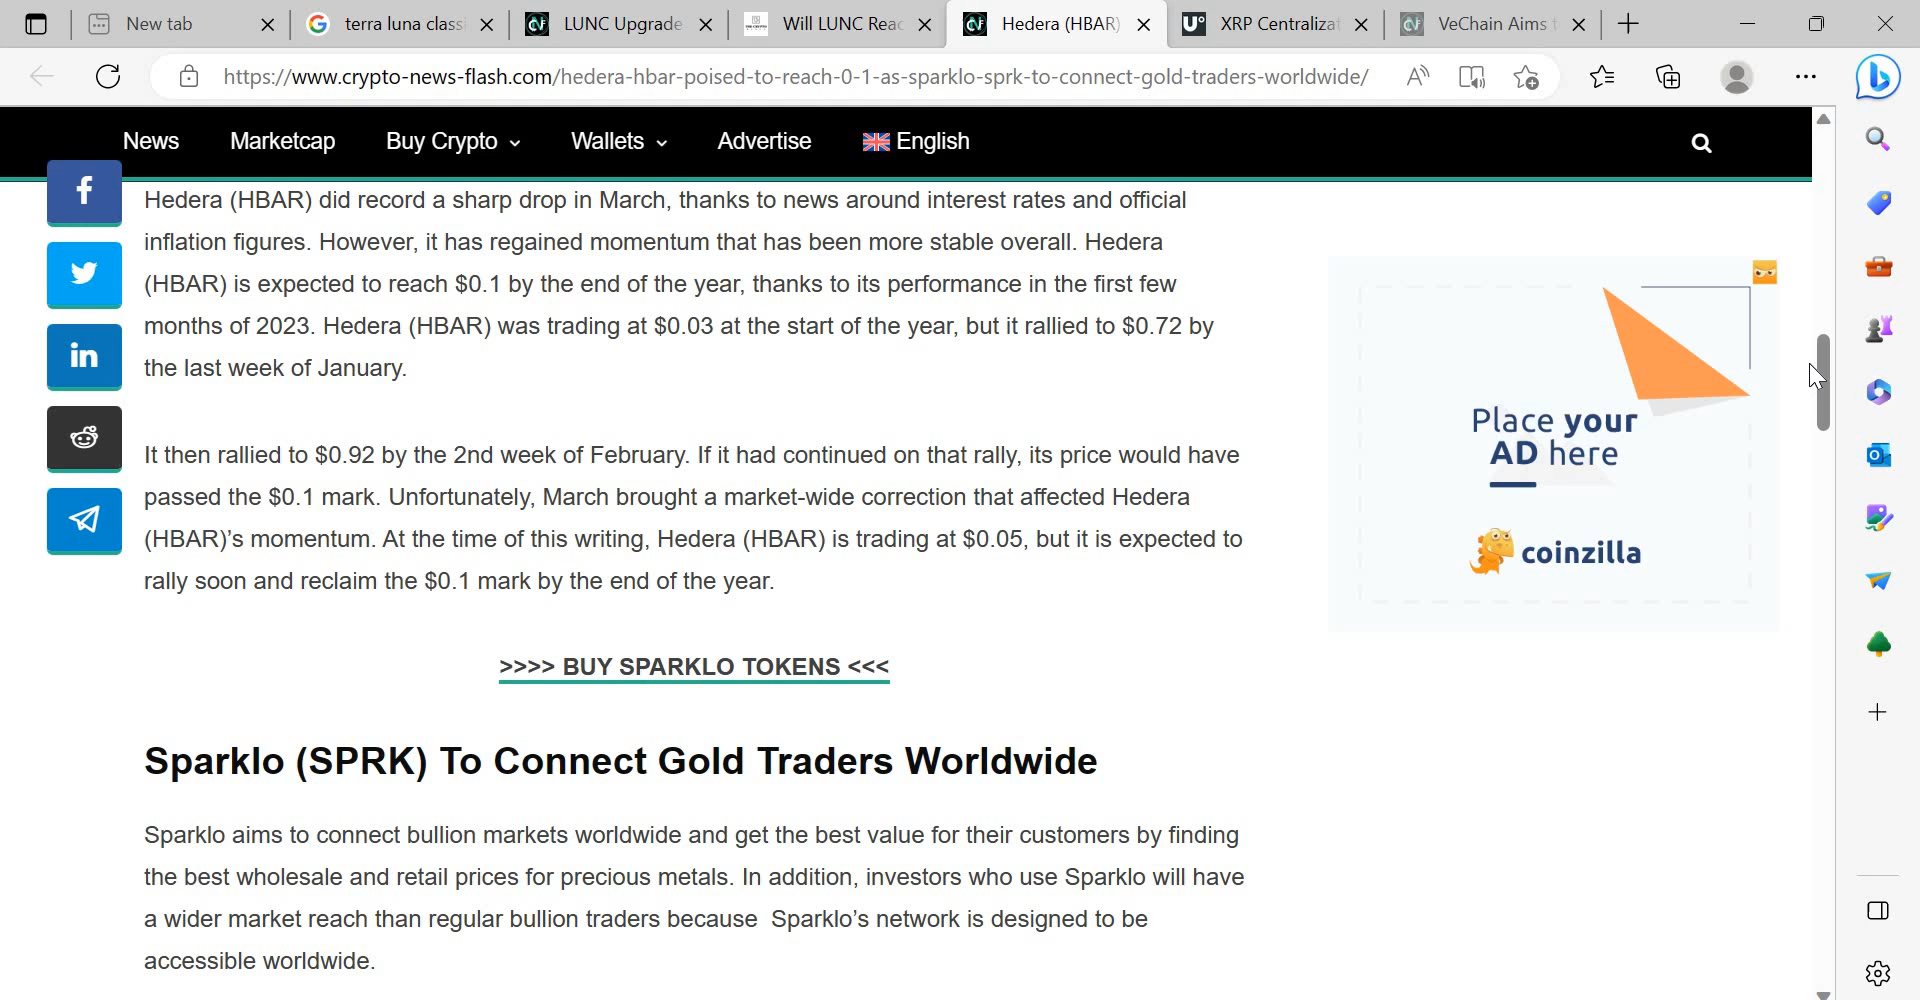 New tab
terra luna classi
LUNC Upgrade
Will LUNC Reac
Hedera (HBAR)
XRP Centralizat
VeChain Aims t
https://www.crypto-news-flash.com/hedera-hbar-poised-to-reach-0-1-as-sparklo-sprk-to-connect-gold-traders-worldwide/
News
Marketcap
Buy Crypto
Wallets
Advertise
English
Hedera (HBAR) did record a sharp drop in March, thanks to news around interest rates and official
inflation figures. However, it has regained momentum that has been more stable overall. Hedera
(HBAR) is expected to reach $0.1 by the end of the year, thanks to its performance in the first few
months of 2023. Hedera (HBAR) was trading at $0.03 at the start of the year, but it rallied to $0.72 by
the last week of January.
It then rallied to $0.92 by the 2nd week of February. If it had continued on that rally, its price would have
passed the $0.1 mark. Unfortunately, March brought a market-wide correction that affected Hedera
(HBAR)’s momentum. At the time of this writing, Hedera (HBAR) is trading at $0.05, but it is expected to
rally soon and reclaim the $0.1 mark by the end of the year.
>>>> BUY SPARKLO TOKENS <<<
Sparklo (SPRK) To Connect Gold Traders Worldwide
Sparklo aims to connect bullion markets worldwide and get the best value for their customers by finding
the best wholesale and retail prices for precious metals. In addition, investors who use Sparklo will have
a wider market reach than regular bullion traders because  Sparklo’s network is designed to be
accessible worldwide.
Place your
AD here
coinzilla